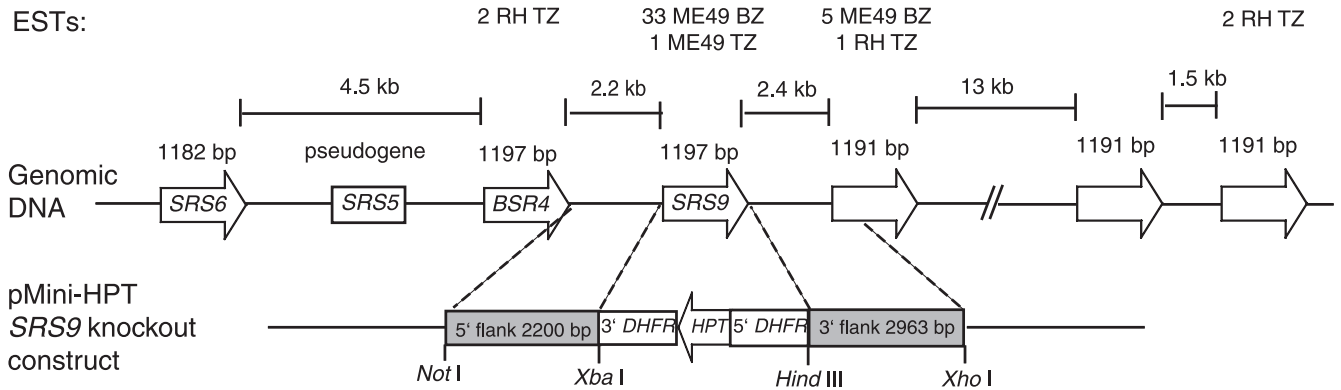 ESTs: 2 RH TZ 33 ME49 BZ 5 ME49 BZ 2 RH TZ
1 ME49 TZ 1 RH TZ
4.5 kb 2.2 kb 2.4 kb 13 kb 1.5 kb
1182 bp pseudogene 1197 bp 1197 bp 1191 bp 1191 bp 1191 bp
Genomic
DNA
SRS6 SRS5 BSR4 SRS9
pMini-HPT
SRS9 knockout
construct
5‘ flank 2200 bp 3‘ DHFR HPT 5‘ DHFR 3‘ flank 2963 bp
Not I Xba I Hind III Xho I